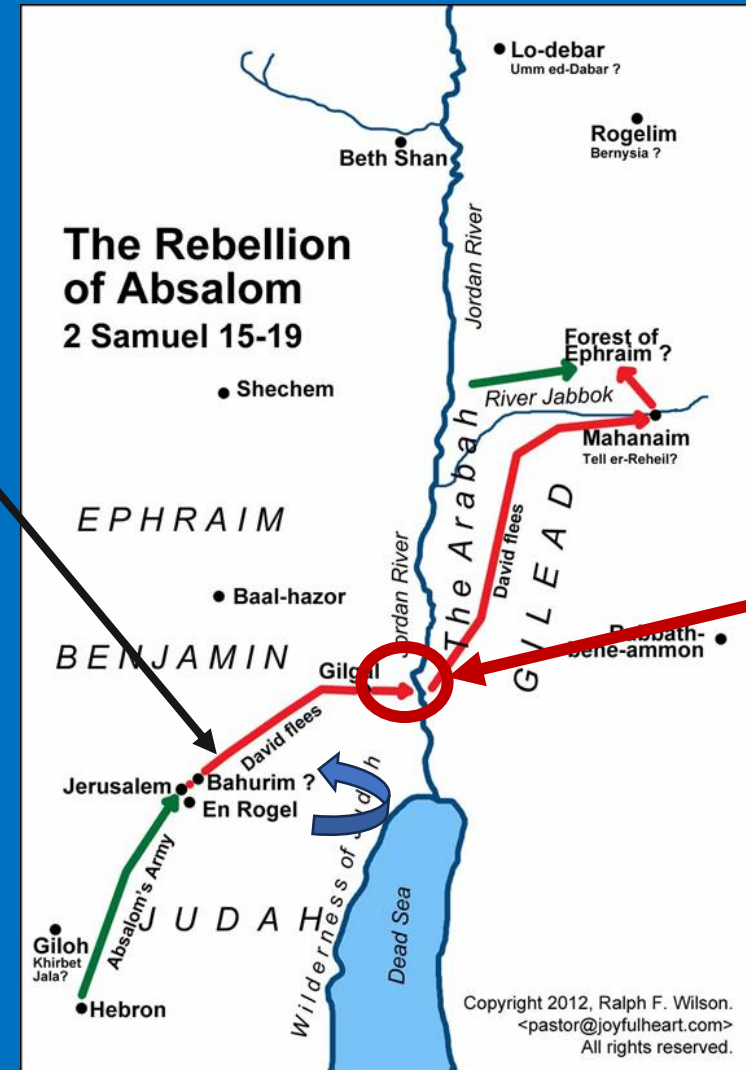 Lo-debar
Umm ed-Dabar ?
Rogelim
Bernysia ?
Beth Shan
Jordan River
The Rebellion
of Absalom
2 Samuel 15-19
Forest of
Ephraim ?
Shechem
River Jabbok
Mahanaim
Tell er-Reheil?
The Arabah
David flees
GILEAD
EPHRAIM
Jordan River
Baal-hazor
Rabbath-
bene-ammon
BENJAMIN
Gilgal
David flees
Jerusalem
Bahurim ?
En Rogel
Absalom's Army
JUDAH
Wilderness of Judah
Dead Sea
Giloh
Khirbet
Jala?
Hebron
Copyright 2012, Ralph F. Wilson.
<pastor@joyfulheart.com>
All rights reserved.